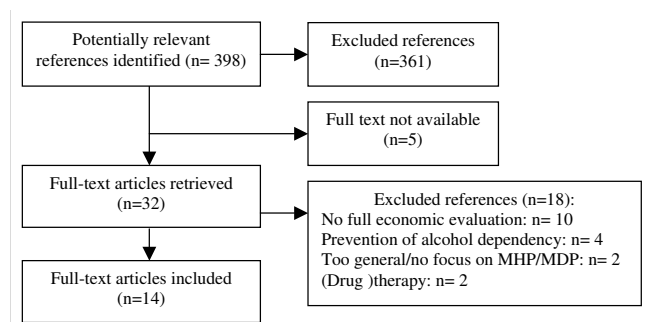 Potentially relevant
references identified (n= 398)
Excluded references
(n=361)
Full text not available
(n=5)
Full-text articles retrieved
(n=32)
Excluded references (n=18):
No full economic evaluation: n= 10
Prevention of alcohol dependency: n= 4
Too general/no focus on MHP/MDP: n= 2
(Drug )therapy: n= 2
Full-text articles included
(n=14)